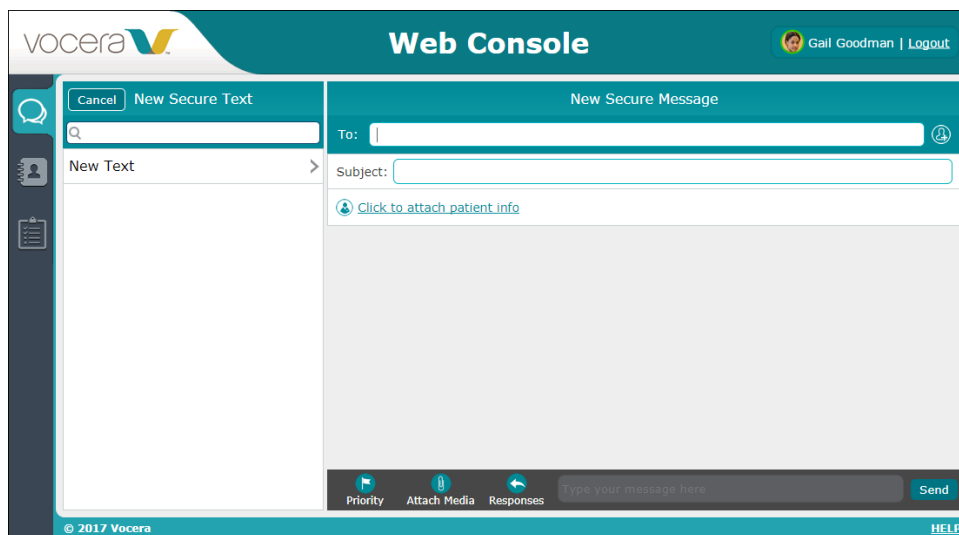 vocera
Web Console
Gail Goodman | Logout
Cancel New Secure Text
New Secure Message
To:
New Text
Subject:
Click to attach patient info
Priority
Attach Media
Responses
Type your message here
Send
© 2017 Vocera
HELP